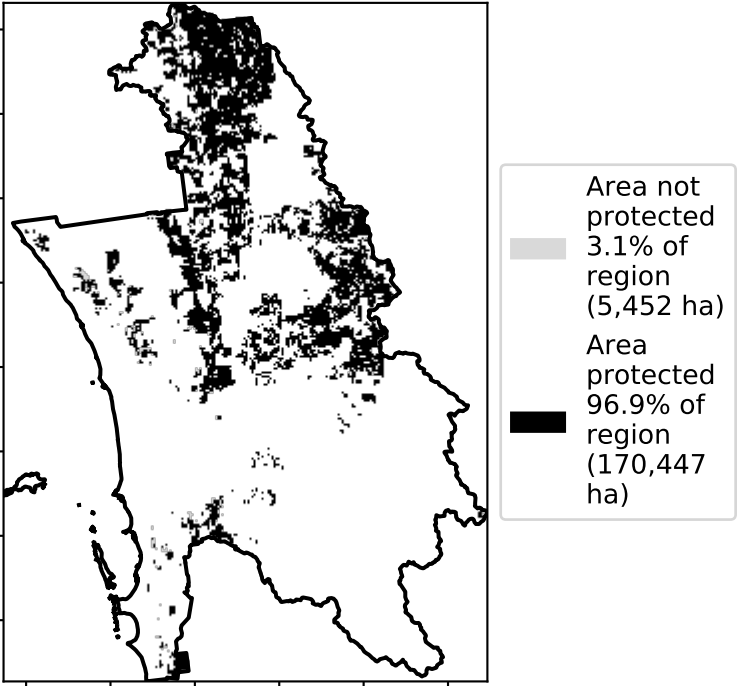 Area not
protected
3.1% of
region
(5,452 ha)
Area
protected
96.9% of
region
(170,447
ha)